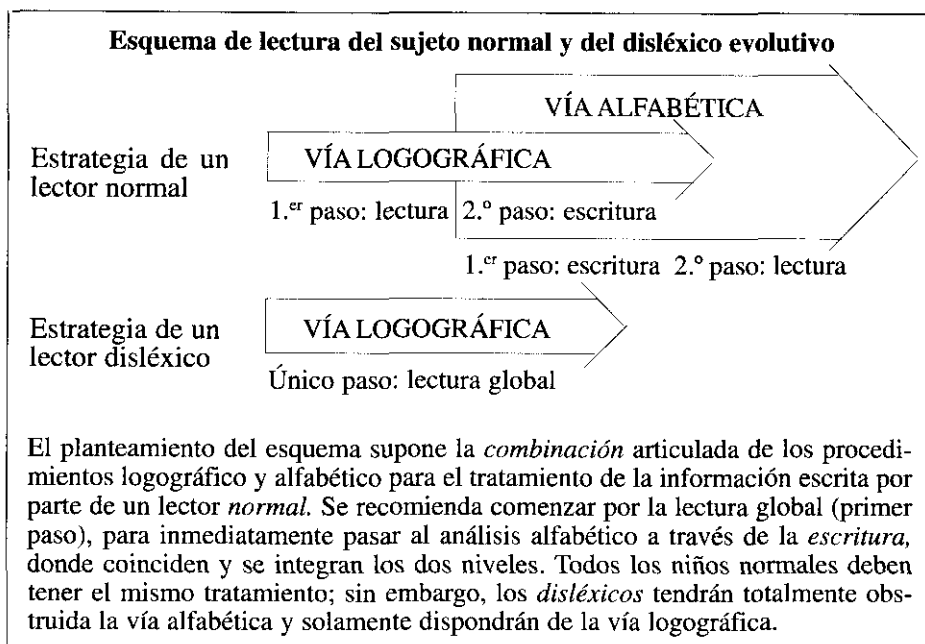 Esquema de lectura del sujeto normal y del disléxico evolutivo
VÍA ALFABÉTICA
Estrategia de un
lector normal
VÍA LOGOGRÁFICA
1.er paso: lectura 2.º paso: escritura
1.er paso: escritura 2.º paso: lectura
Estrategia de un
lector disléxico
VÍA LOGOGRÁFICA
Único paso: lectura global
El planteamiento del esquema supone la combinación articulada de los procedi-
mientos logográfico y alfabético para el tratamiento de la información escrita por
parte de un lector normal. Se recomienda comenzar por la lectura global (primer
paso), para inmediatamente pasar al análisis alfabético a través de la escritura,
donde coinciden y se integran los dos niveles. Todos los niños normales deben
tener el mismo tratamiento; sin embargo, los disléxicos tendrán totalmente obs-
truida la vía alfabética y solamente dispondrán de la vía logográfica.